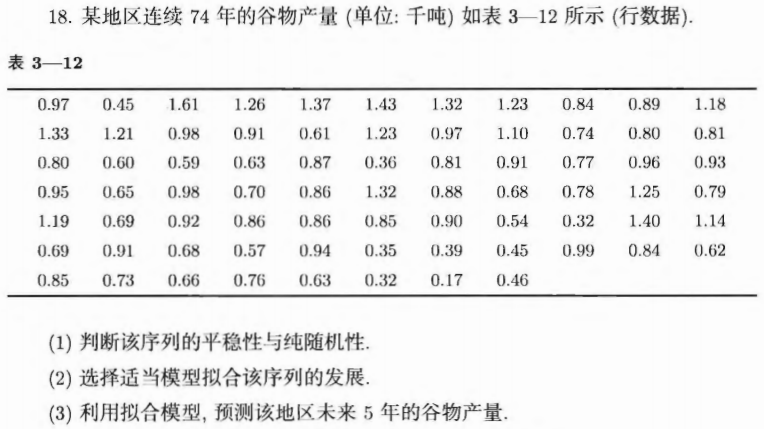 18. 某地区连续 74 年的谷物产量 (单位: 千吨) 如表 3—12 所示 (行数据).
表 3—12
0.97 0.45 1.61 1.26 1.37 1.43 1.32 1.23 0.84 0.89 1.18
1.33 1.21 0.98 0.91 0.61 1.23 0.97 1.10 0.74 0.80 0.81
0.80 0.60 0.59 0.63 0.87 0.36 0.81 0.91 0.77 0.96 0.93
0.95 0.65 0.98 0.70 0.86 1.32 0.88 0.68 0.78 1.25 0.79
1.19 0.69 0.92 0.86 0.86 0.85 0.90 0.54 0.32 1.40 1.14
0.69 0.91 0.68 0.57 0.94 0.35 0.39 0.45 0.99 0.84 0.62
0.85 0.73 0.66 0.76 0.63 0.32 0.17 0.46
(1) 判断该序列的平稳性与纯随机性.
(2) 选择适当模型拟合该序列的发展.
(3) 利用拟合模型, 预测该地区未来 5 年的谷物产量.